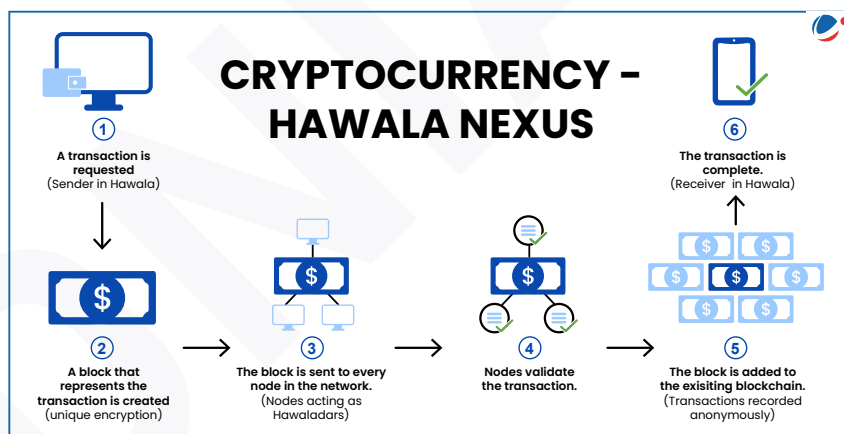 CRYPTOCURRENCY -
HAWALA NEXUS
1
A transaction is
requested
(Sender in Hawala)
$
2
A block that
represents the
transaction is created
(unique encryption)
$
3
The block is sent to every
node in the network.
(Nodes acting as
Hawaladars)
$
4
Nodes validate
the transaction.
$ $
$ $ $
$ $
5
The block is added to
the exisiting blockchain.
(Transactions recorded
anonymously)
6
The transaction is
complete.
(Receiver in Hawala)